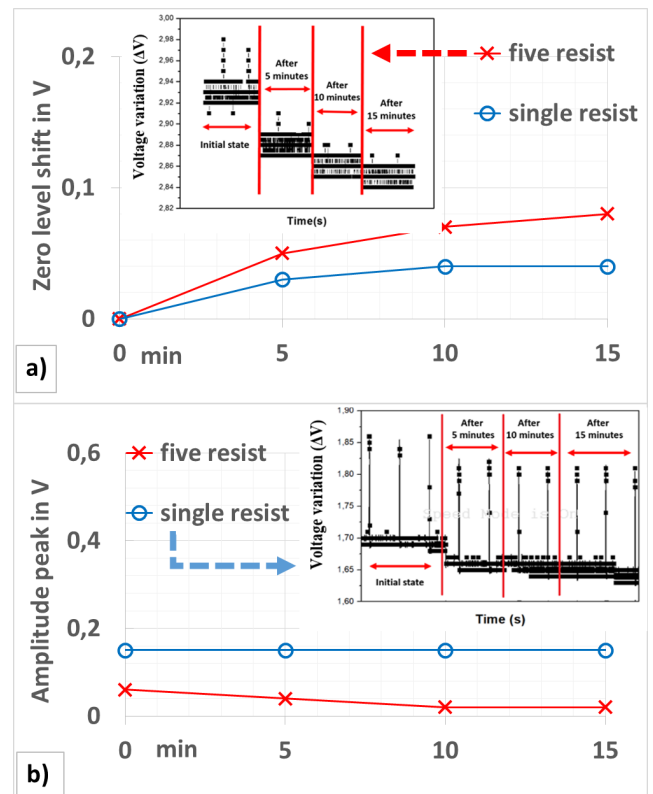 a)
Zero level shift in V
0,2
0,1
0
0 min 5 10 15
five resist
single resist
Voltage variation (ΔV)
3,00
2,98
2,96
2,94
2,92
2,90
2,88
2,86
2,84
2,82
Initial state
After
5 minutes
After
10 minutes
After
15 minutes
Time(s)
b)
Amplitude peak in V
0,6
0,4
0,2
0
0 min 5 10 15
five resist
single resist
Voltage variation (ΔV)
1,90
1,85
1,80
1,75
1,70
1,65
1,60
Initial state
After
5 minutes
After
10 minutes
After
15 minutes
Speed Mode is On
Time (s)